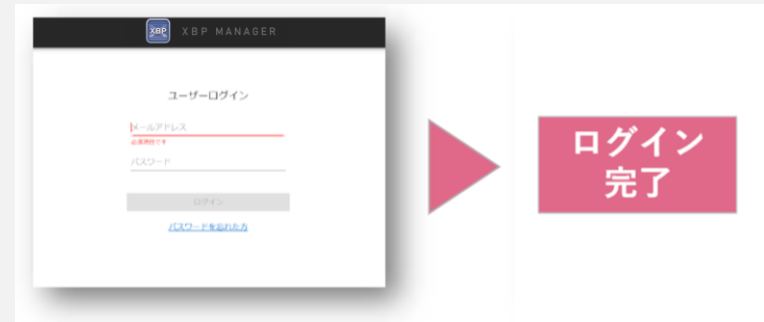 XBP XBP MANAGER
ユーザーログイン
メールアドレス
必須項目です
パスワード
ログイン
パスワードを忘れた方
ログイン
完了